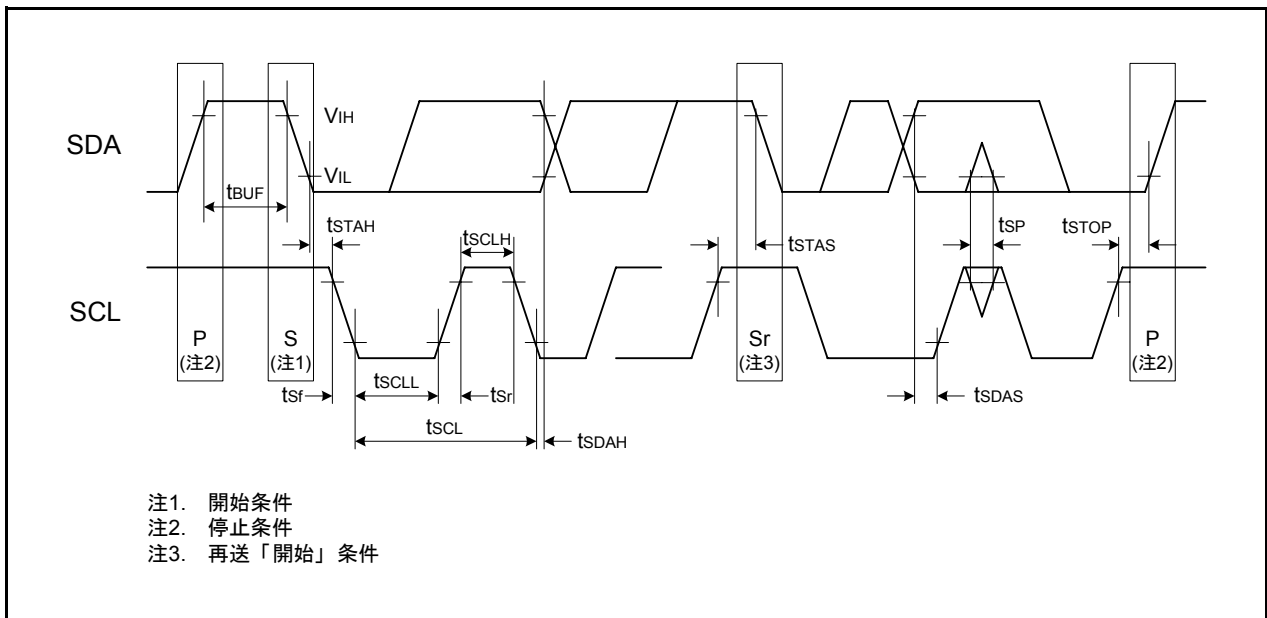 SDA
VIH
VIL
tBUF
tSTAH
tSCLH
tSTAS
tSP
tSTOP
SCL
P
(注2)
S
(注1)
Sr
(注3)
P
(注2)
tSf
tSCLL
tSr
tSDAS
tSCL
tSDAH
注1. 開始条件
注2. 停止条件
注3. 再送「開始」条件